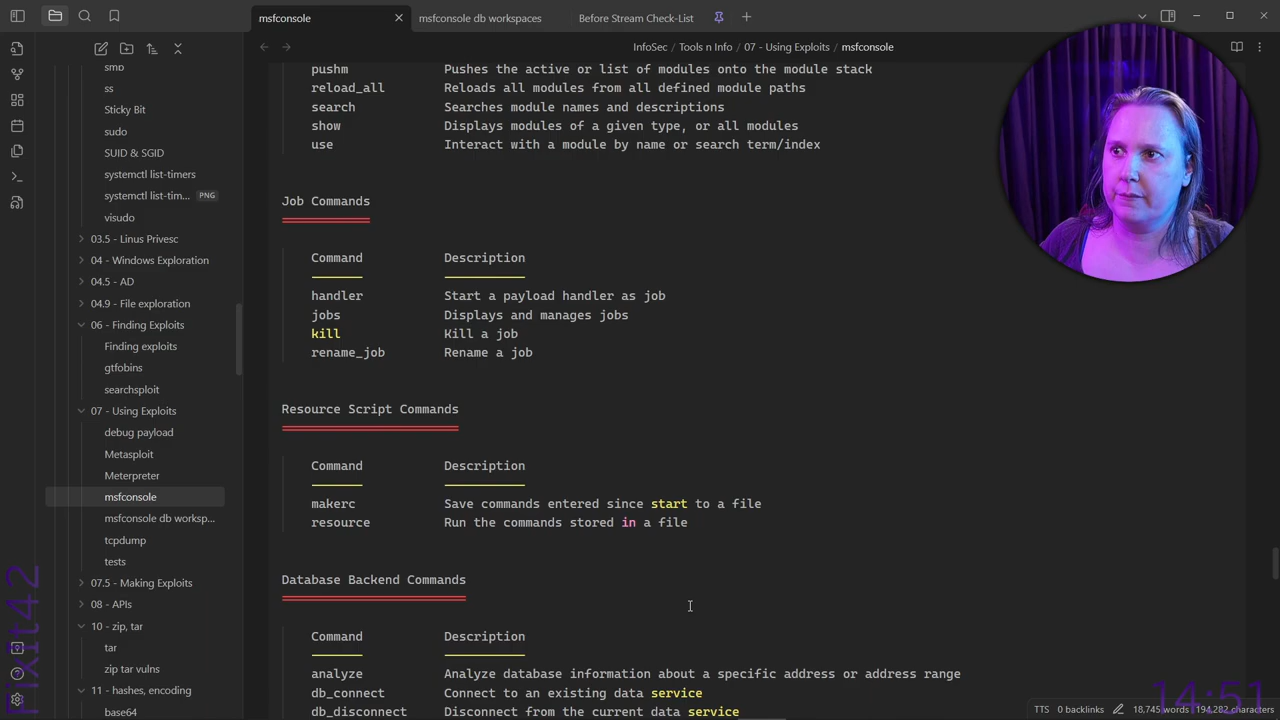 msfconsole
msfconsole db workspaces
Before Stream Check-List
InfoSec / Tools n Info / 07 - Using Exploits / msfconsole
smb
ss
Sticky Bit
sudo
SUID & SGID
systemctl list-timers
systemctl list-tim... PNG
visudo
03.5 - Linus Privesc
04 - Windows Exploration
04.5 - AD
04.9 - File exploration
06 - Finding Exploits
Finding exploits
gtfobins
searchsploit
07 - Using Exploits
debug payload
Metasploit
Meterpreter
msfconsole
msfconsole db worksp...
tcpdump
tests
07.5 - Making Exploits
08 - APIs
10 - zip, tar
tar
zip tar vulns
11 - hashes, encoding
base64
pushm Pushes the active or list of modules onto the module stack
reload_all Reloads all modules from all defined module paths
search Searches module names and descriptions
show Displays modules of a given type, or all modules
use Interact with a module by name or search term/index
Job Commands
Command Description
handler Start a payload handler as job
jobs Displays and manages jobs
kill Kill a job
rename_job Rename a job
Resource Script Commands
Command Description
makerc Save commands entered since start to a file
resource Run the commands stored in a file
Database Backend Commands
Command Description
analyze Analyze database information about a specific address or address range
db_connect Connect to an existing data service
db_disconnect Disconnect from the current data service
TTS 0 backlinks 18,745 words 194,282 characters
14:51
Fixit42